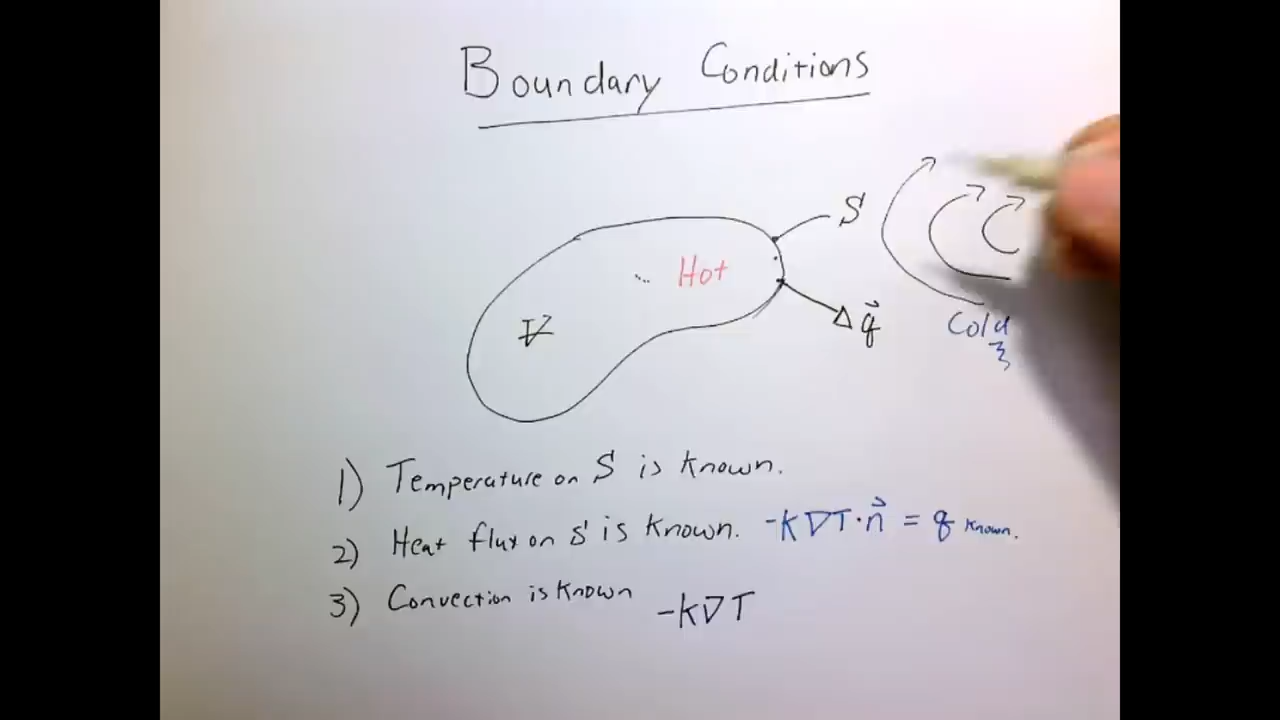 Boundary Conditions
S
Hot
V
q⃗
Cold
1) Temperature on S is known.
2) Heat flux on S is known. -k∇T·n⃗ = q known.
3) Convection is known -k∇T